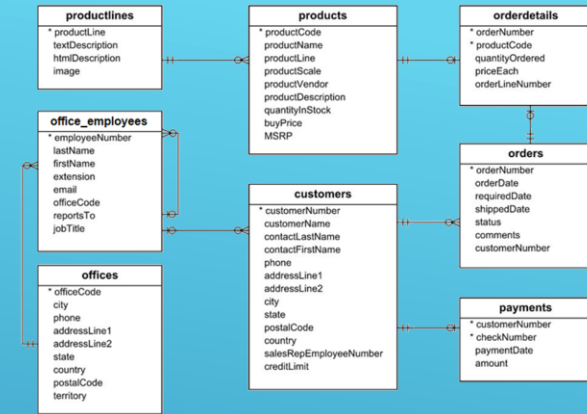 productlines
* productLine
textDescription
htmlDescription
image
products
* productCode
productName
productLine
productScale
productVendor
productDescription
quantityInStock
buyPrice
MSRP
orderdetails
* orderNumber
* productCode
quantityOrdered
priceEach
orderLineNumber
office_employees
* employeeNumber
lastName
firstName
extension
email
officeCode
reportsTo
jobTitle
customers
* customerNumber
customerName
contactLastName
contactFirstName
phone
addressLine1
addressLine2
city
state
postalCode
country
salesRepEmployeeNumber
creditLimit
orders
* orderNumber
orderDate
requiredDate
shippedDate
status
comments
customerNumber
offices
* officeCode
city
phone
addressLine1
addressLine2
state
country
postalCode
territory
payments
* customerNumber
* checkNumber
paymentDate
amount